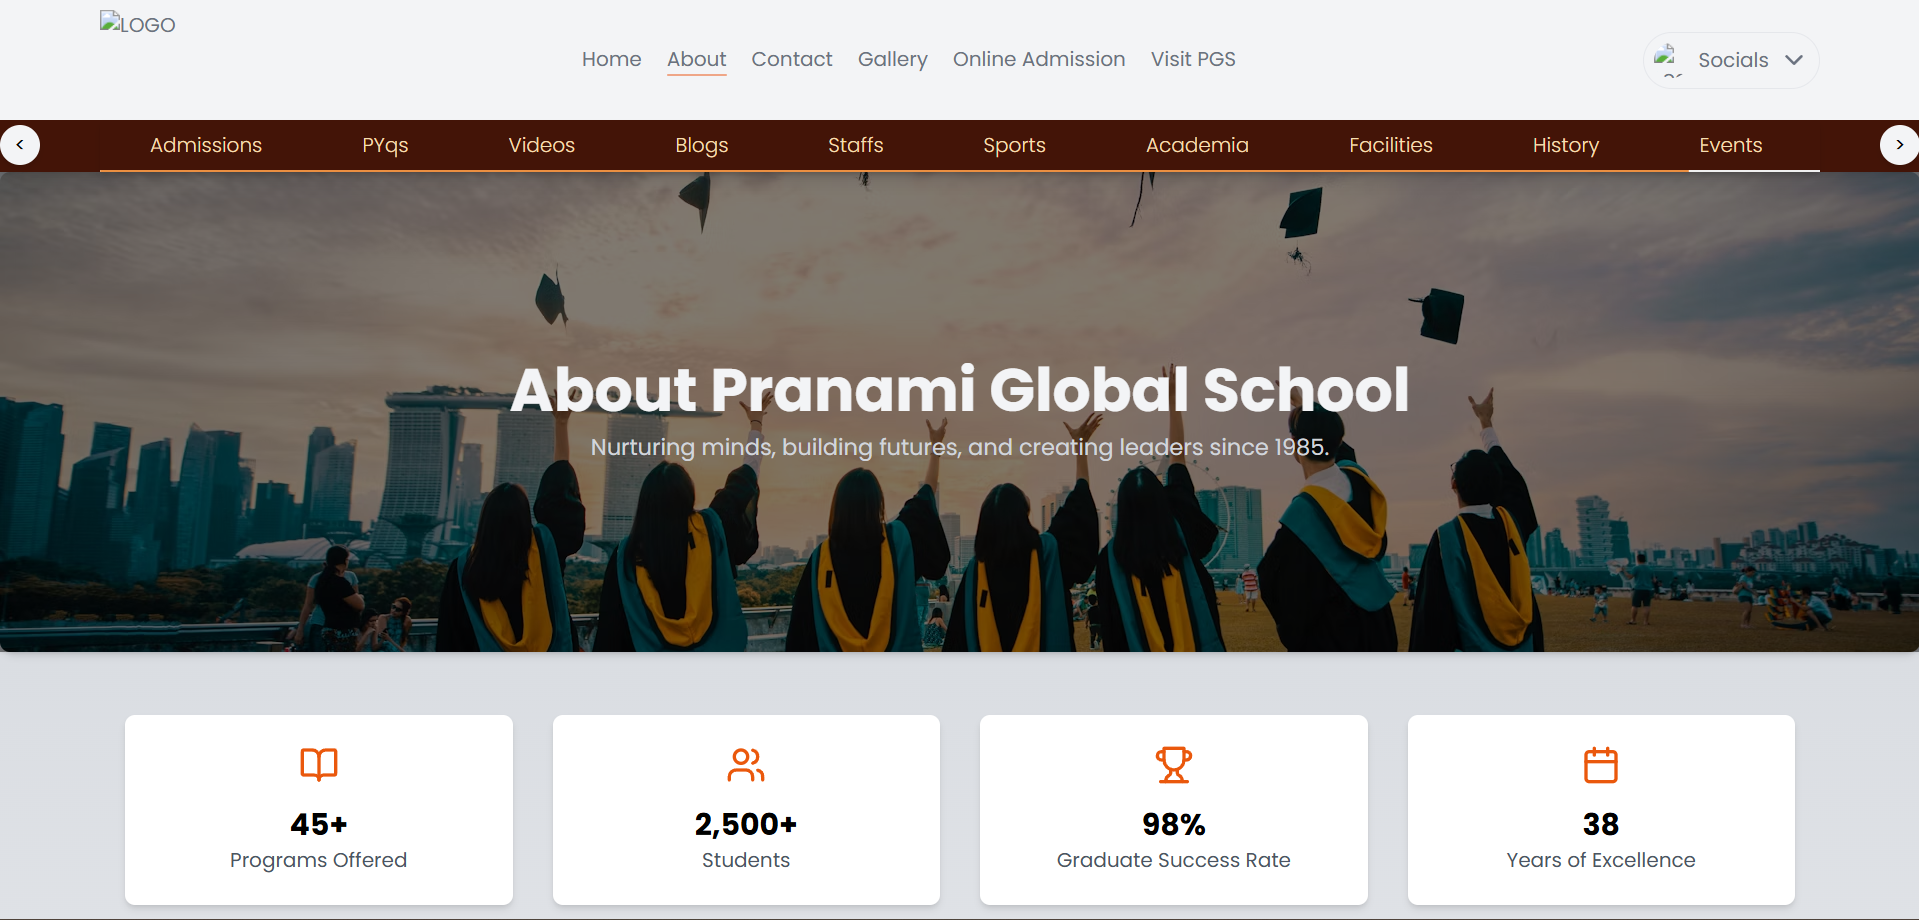 LOGO
Home About Contact Gallery Online Admission Visit PGS
Socials
< Admissions PYqs Videos Blogs Staffs Sports Academia Facilities History Events >
About Pranami Global School
Nurturing minds, building futures, and creating leaders since 1985.
45+
Programs Offered
2,500+
Students
98%
Graduate Success Rate
38
Years of Excellence